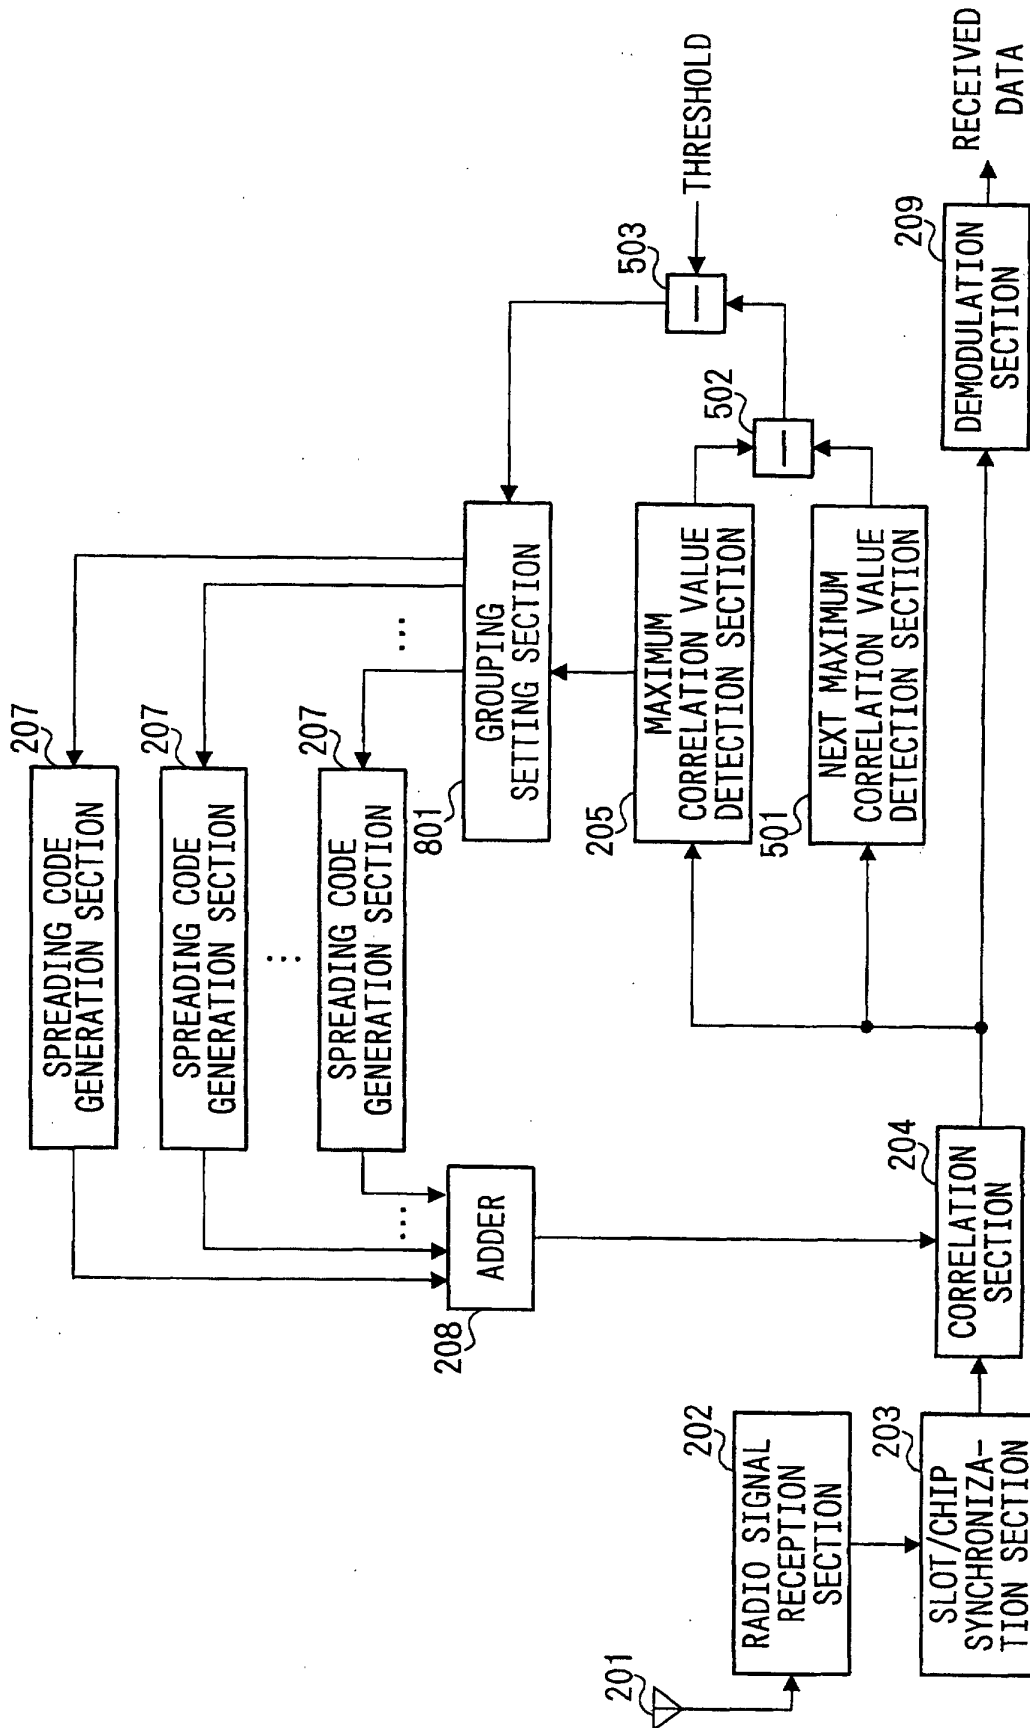 201
202
RADIO SIGNAL
RECEPTION
SECTION
203
SLOT/CHIP
SYNCHRONIZA-
TION SECTION
204
CORRELATION
SECTION
208
ADDER
...
207
SPREADING CODE
GENERATION SECTION
207
SPREADING CODE
GENERATION SECTION
...
207
SPREADING CODE
GENERATION SECTION
...
801
GROUPING
SETTING SECTION
205
MAXIMUM
CORRELATION VALUE
DETECTION SECTION
501
NEXT MAXIMUM
CORRELATION VALUE
DETECTION SECTION
502
−
503
−
THRESHOLD
209
DEMODULATION
SECTION
RECEIVED
DATA